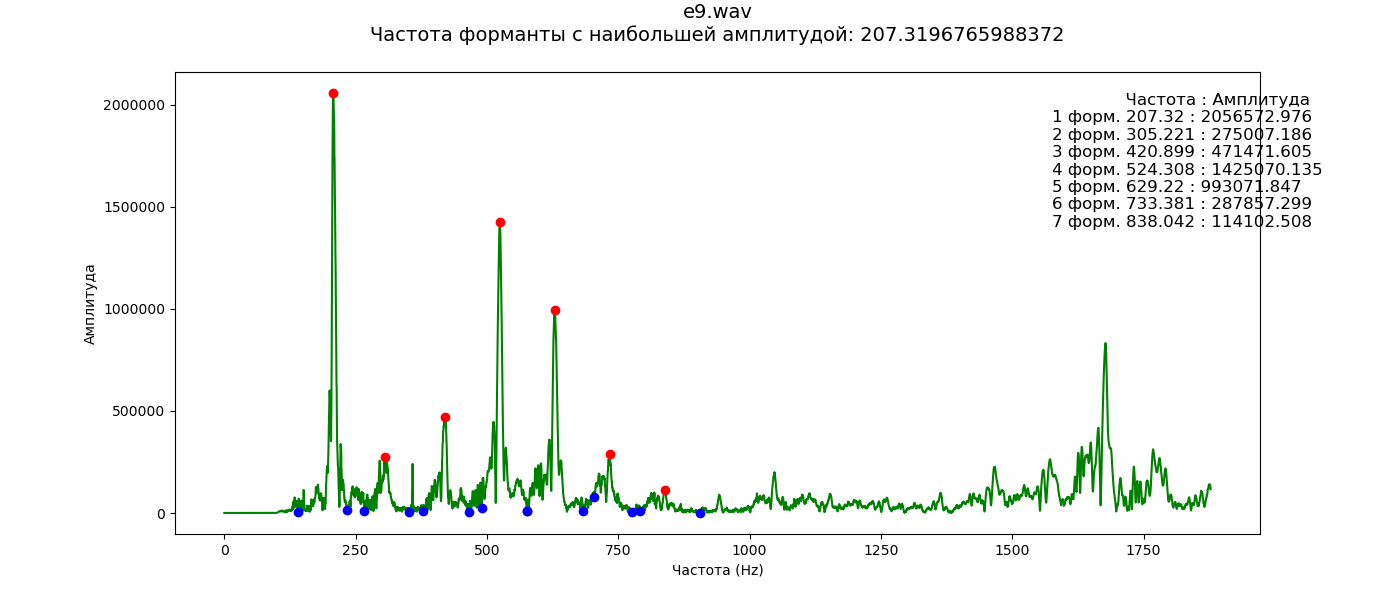 e9.wav
Частота форманты с наибольшей амплитудой: 207.3196765988372
Частота : Амплитуда
1 форм. 207.32 : 2056572.976
2 форм. 305.221 : 275007.186
3 форм. 420.899 : 471471.605
4 форм. 524.308 : 1425070.135
5 форм. 629.22 : 993071.847
6 форм. 733.381 : 287857.299
7 форм. 838.042 : 114102.508
Амплитуда
2000000
1500000
1000000
500000
0
0 250 500 750 1000 1250 1500 1750
Частота (Hz)